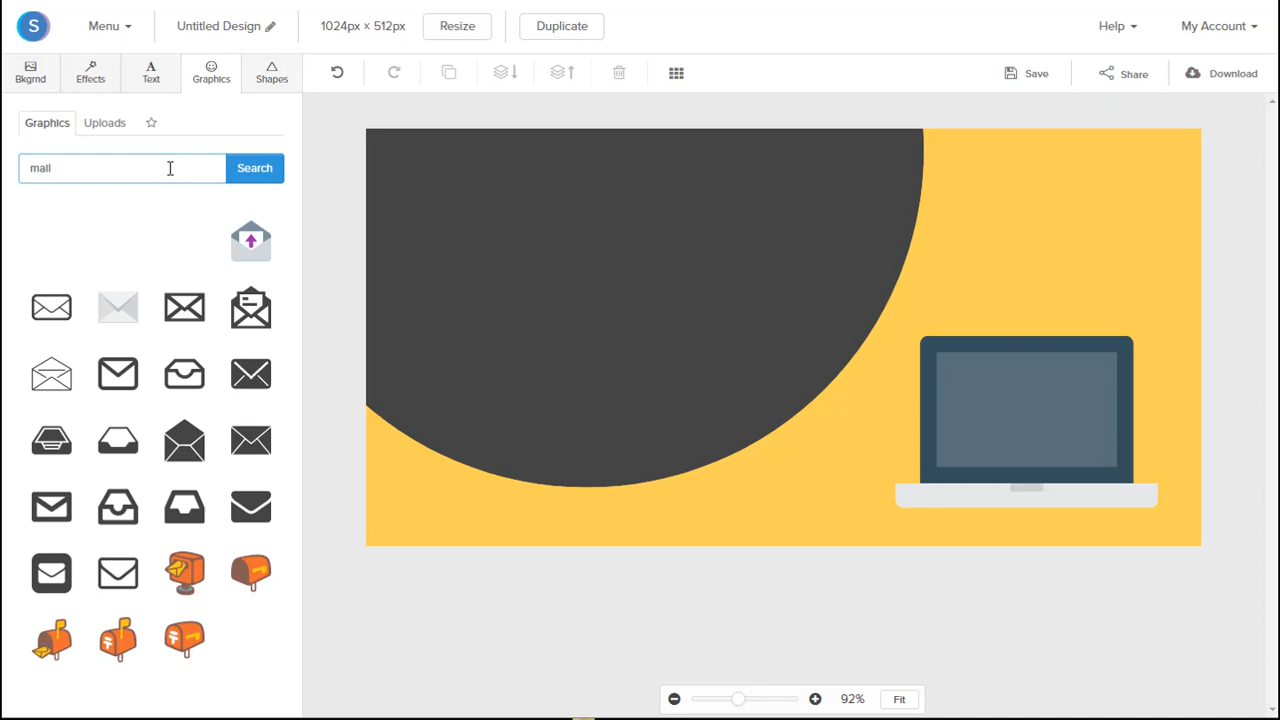 S Menu Untitled Design 1024px × 512px Resize Duplicate Help My Account
Bkgrnd Effects Text Graphics Shapes Save Share Download
Graphics Uploads
mail Search
92% Fit